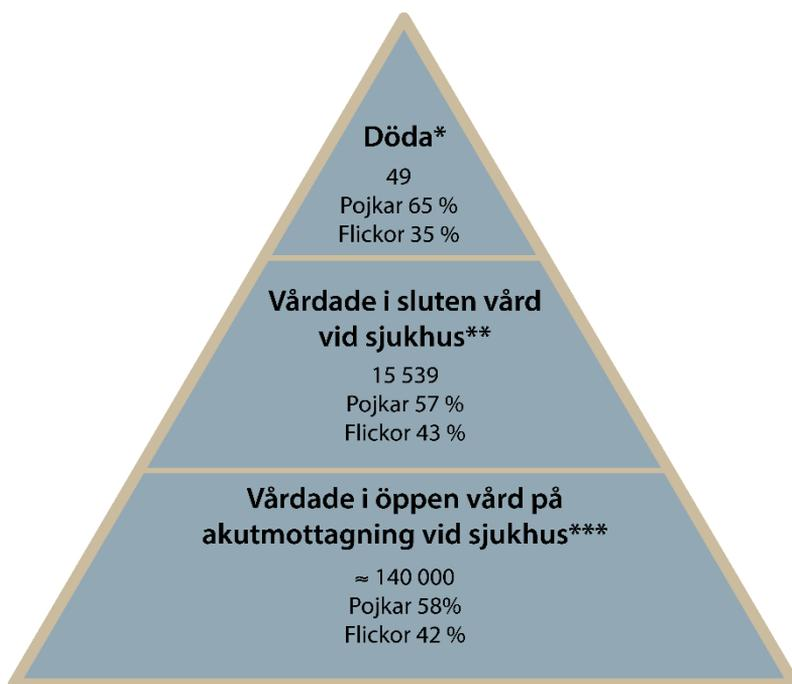 Döda*
49
Pojkar 65 %
Flickor 35 %
Vårdade i sluten vård
vid sjukhus**
15 539
Pojkar 57 %
Flickor 43 %
Vårdade i öppen vård på
akutmottagning vid sjukhus***
≈ 140 000
Pojkar 58%
Flickor 42 %